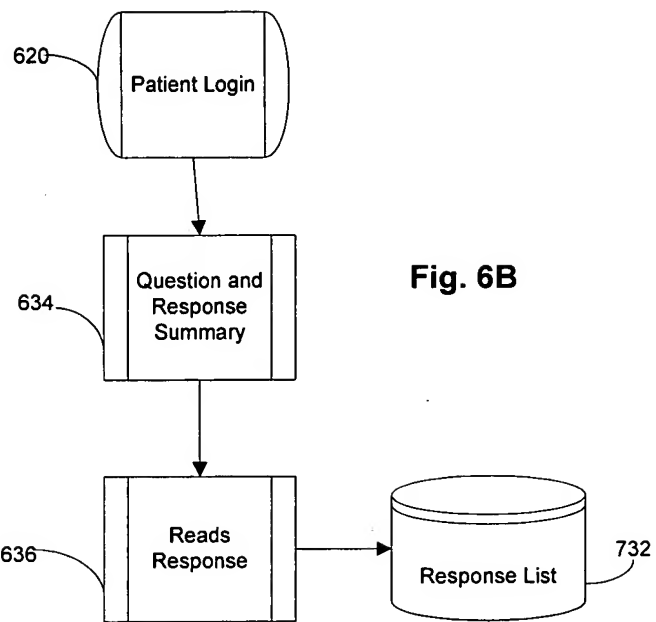 620
Patient Login
634
Question and
Response
Summary
Fig. 6B
636
Reads
Response
Response List
732